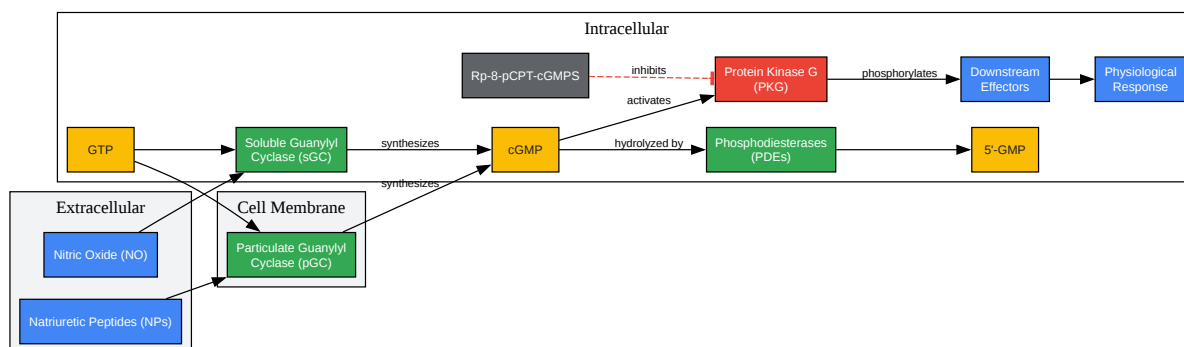 Intracellular
Rp-8-pCPT-cGMPS
inhibits
Protein Kinase G
(PKG)
phosphorylates
Downstream
Effectors
Physiological
Response
activates
GTP
Soluble Guanylyl
Cyclase (sGC)
synthesizes
cGMP
hydrolyzed by
Phosphodiesterases
(PDEs)
5'-GMP
synthesizes
Extracellular
Cell Membrane
Nitric Oxide (NO)
Particulate Guanylyl
Cyclase (pGC)
Natriuretic Peptides (NPs)